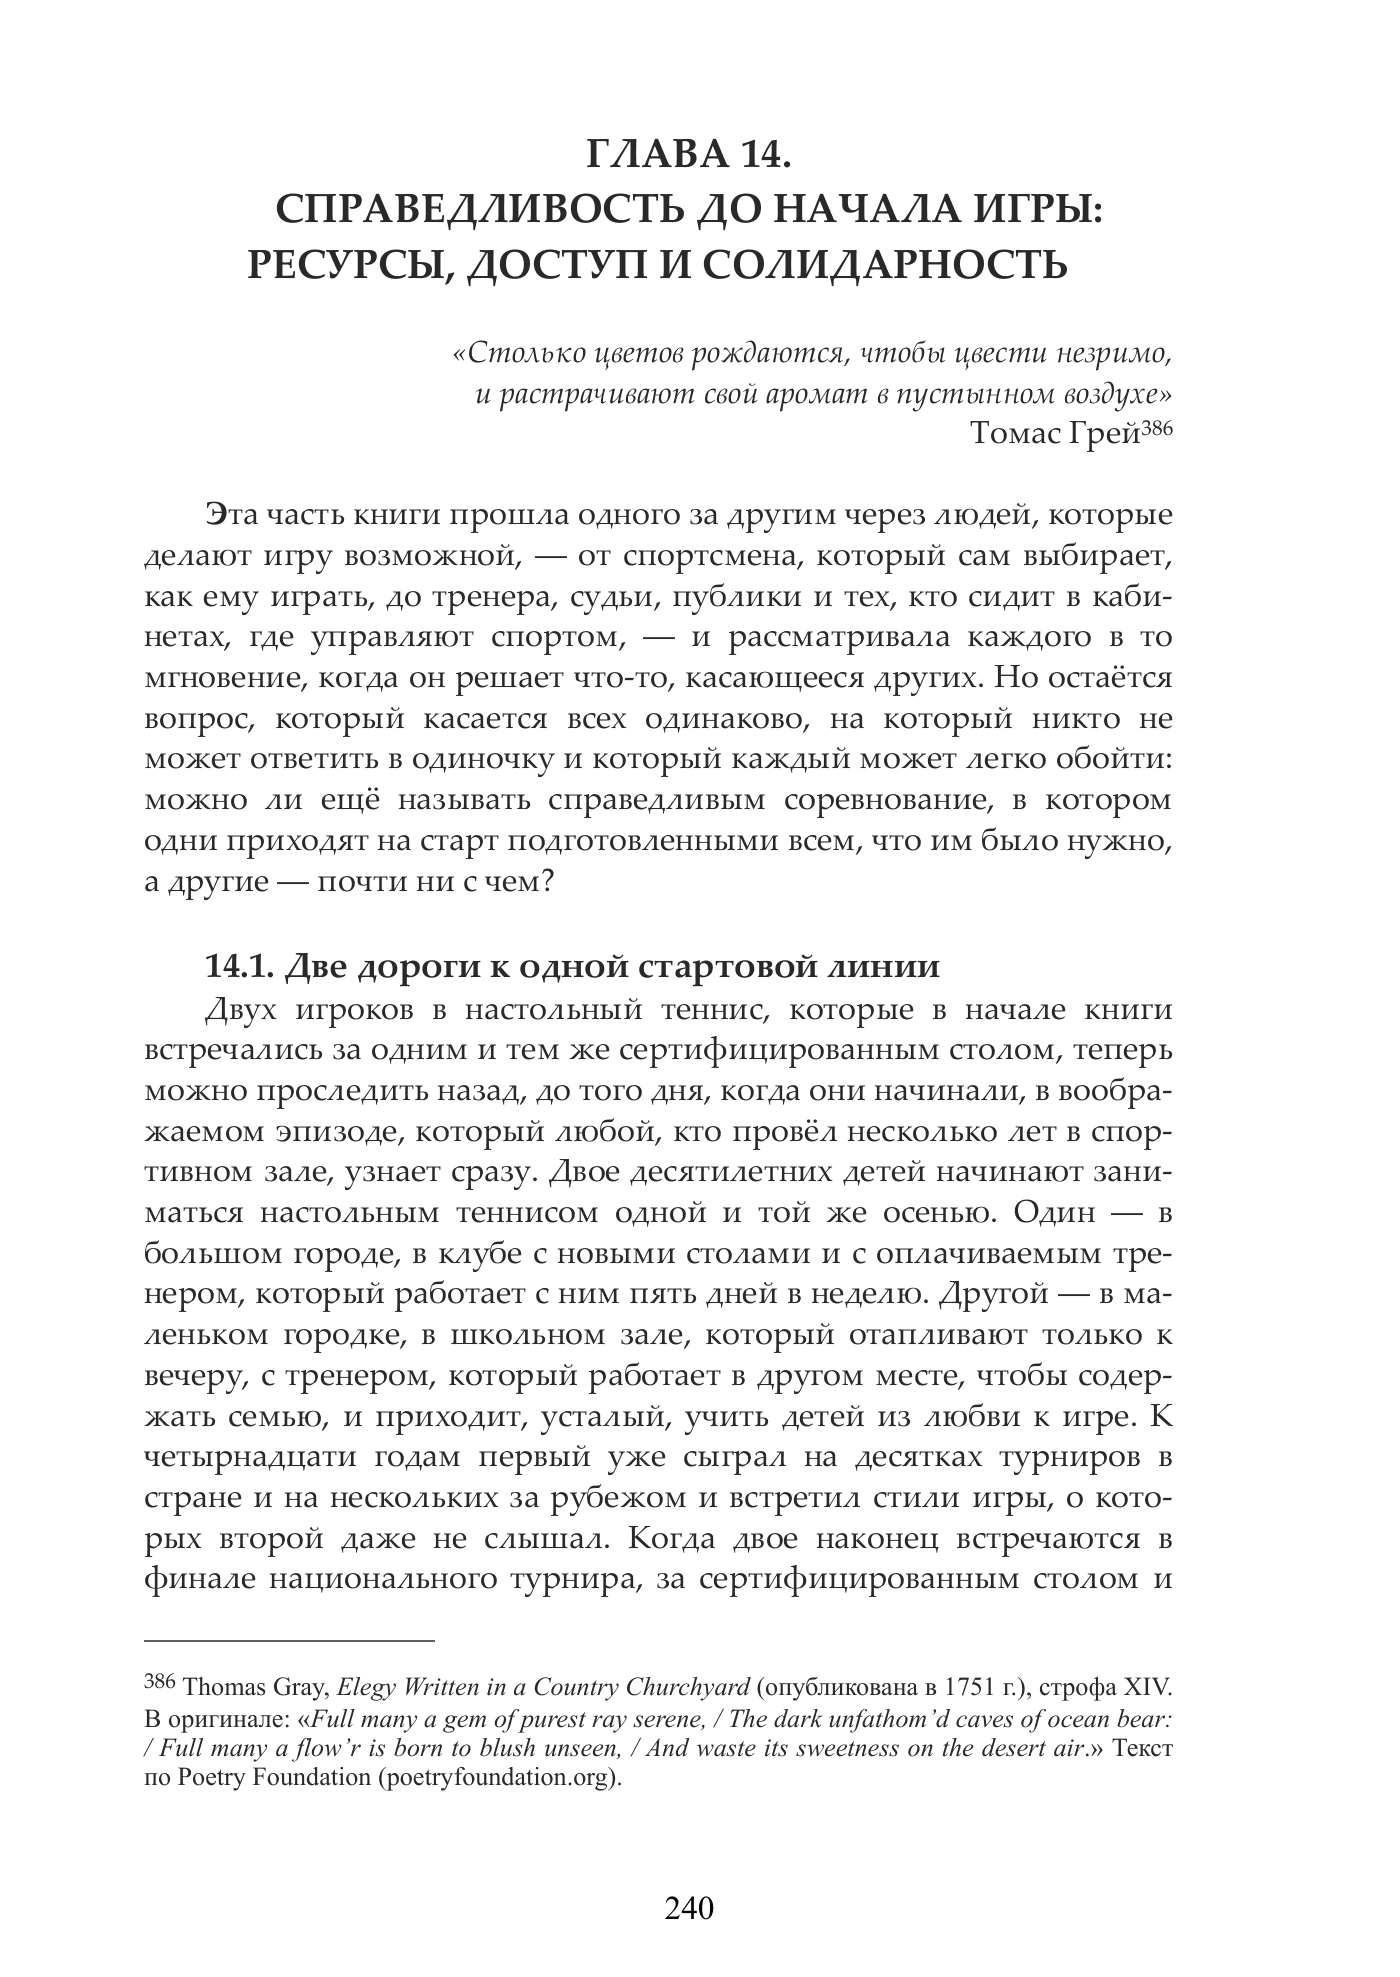 ГЛАВА 14.
СПРАВЕДЛИВОСТЬ ДО НАЧАЛА ИГРЫ:
РЕСУРСЫ, ДОСТУП И СОЛИДАРНОСТЬ
«Столько цветов рождаются, чтобы цвести незримо,
и растрачивают свой аромат в пустынном воздухе»
Томас Грей386
Эта часть книги прошла одного за другим через людей, которые
делают игру возможной, — от спортсмена, который сам выбирает,
как ему играть, до тренера, судьи, публики и тех, кто сидит в каби-
нетах, где управляют спортом, — и рассматривала каждого в то
мгновение, когда он решает что-то, касающееся других. Но остаётся
вопрос, который касается всех одинаково, на который никто не
может ответить в одиночку и который каждый может легко обойти:
можно ли ещё называть справедливым соревнование, в котором
одни приходят на старт подготовленными всем, что им было нужно,
а другие — почти ни с чем?
14.1. Две дороги к одной стартовой линии
Двух игроков в настольный теннис, которые в начале книги
встречались за одним и тем же сертифицированным столом, теперь
можно проследить назад, до того дня, когда они начинали, в вообра-
жаемом эпизоде, который любой, кто провёл несколько лет в спор-
тивном зале, узнает сразу. Двое десятилетних детей начинают зани-
маться настольным теннисом одной и той же осенью. Один — в
большом городе, в клубе с новыми столами и с оплачиваемым тре-
нером, который работает с ним пять дней в неделю. Другой — в ма-
леньком городке, в школьном зале, который отапливают только к
вечеру, с тренером, который работает в другом месте, чтобы содер-
жать семью, и приходит, усталый, учить детей из любви к игре. К
четырнадцати годам первый уже сыграл на десятках турниров в
стране и на нескольких за рубежом и встретил стили игры, о кото-
рых второй даже не слышал. Когда двое наконец встречаются в
финале национального турнира, за сертифицированным столом и
386 Thomas Gray, Elegy Written in a Country Churchyard (опубликована в 1751 г.), строфа XIV.
В оригинале: «Full many a gem of purest ray serene, / The dark unfathom’d caves of ocean bear:
/ Full many a flow’r is born to blush unseen, / And waste its sweetness on the desert air.» Текст
по Poetry Foundation (poetryfoundation.org).
240